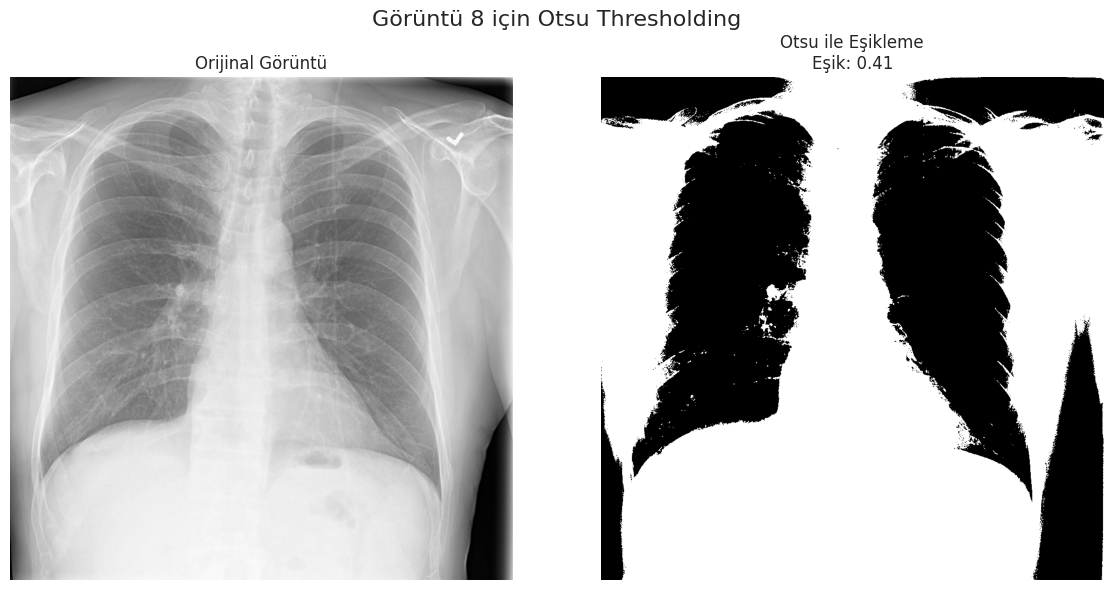 Görüntü 8 için Otsu Thresholding
Orijinal Görüntü
Otsu ile Eşikleme
Eşik: 0.41